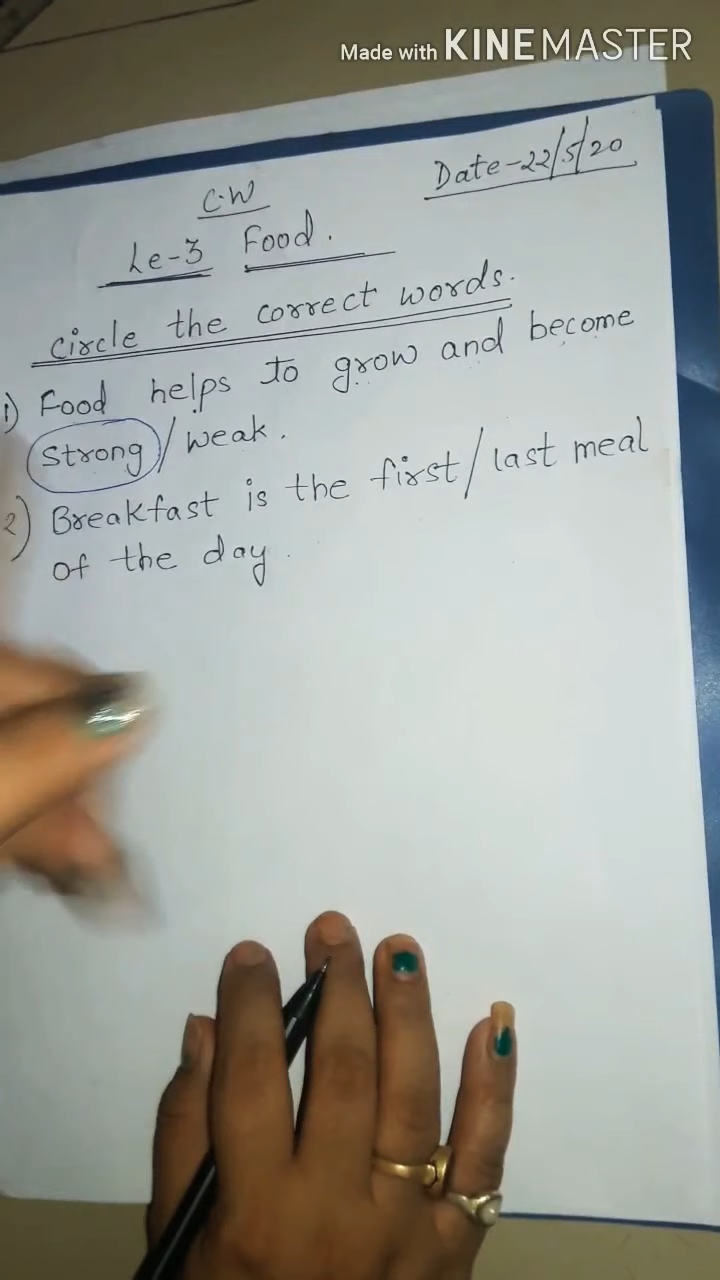 Made with KINEMASTER
C.W
Date-22/5/20
Le-3 Food.
circle the correct words.
1) Food helps to grow and become
Strong/weak.
2) Breakfast is the first/last meal
of the day.